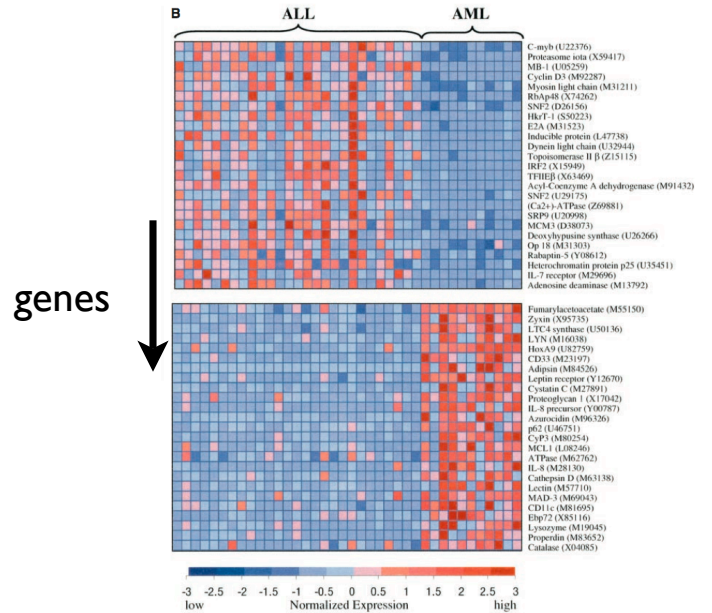 B
ALL AML
C-myb (U22376)
Proteasome iota (X59417)
MB-1 (U05259)
Cyclin D3 (M92287)
Myosin light chain (M31211)
RbAp48 (X74262)
SNF2 (D26156)
HkrT-1 (S50223)
E2A (M31523)
Inducible protein (L47738)
Dynein light chain (U32944)
Topoisomerase II β (Z15115)
IRF2 (X15949)
TFIIEβ (X63469)
Acyl-Coenzyme A dehydrogenase (M91432)
SNF2 (U29175)
(Ca2+)-ATPase (Z69881)
SRP9 (U20998)
MCM3 (D38073)
Deoxyhypusine synthase (U26266)
Op 18 (M31303)
Rabaptin-5 (Y08612)
Heterochromatin protein p25 (U35451)
IL-7 receptor (M29696)
Adenosine deaminase (M13792)
genes
Fumarylacetoacetate (M55150)
Zyxin (X95735)
LTC4 synthase (U50136)
LYN (M16038)
HoxA9 (U82759)
CD33 (M23197)
Adipsin (M84526)
Leptin receptor (Y12670)
Cystatin C (M27891)
Proteoglycan 1 (X17042)
IL-8 precursor (Y00787)
Azurocidin (M96326)
p62 (U46751)
CyP3 (M80254)
MCL1 (L08246)
ATPase (M62762)
IL-8 (M28130)
Cathepsin D (M63138)
Lectin (M57710)
MAD-3 (M69043)
CD11c (M81695)
Ebp72 (X85116)
Lysozyme (M19045)
Properdin (M83652)
Catalase (X04085)
-3 -2.5 -2 -1.5 -1 -0.5 0 0.5 1 1.5 2 2.5 3
low Normalized Expression high